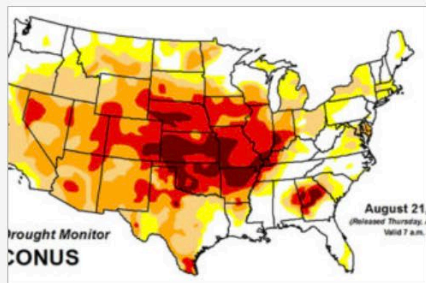 August 21,
(Released Thursday,
Valid 7 a.m.
Drought Monitor
CONUS